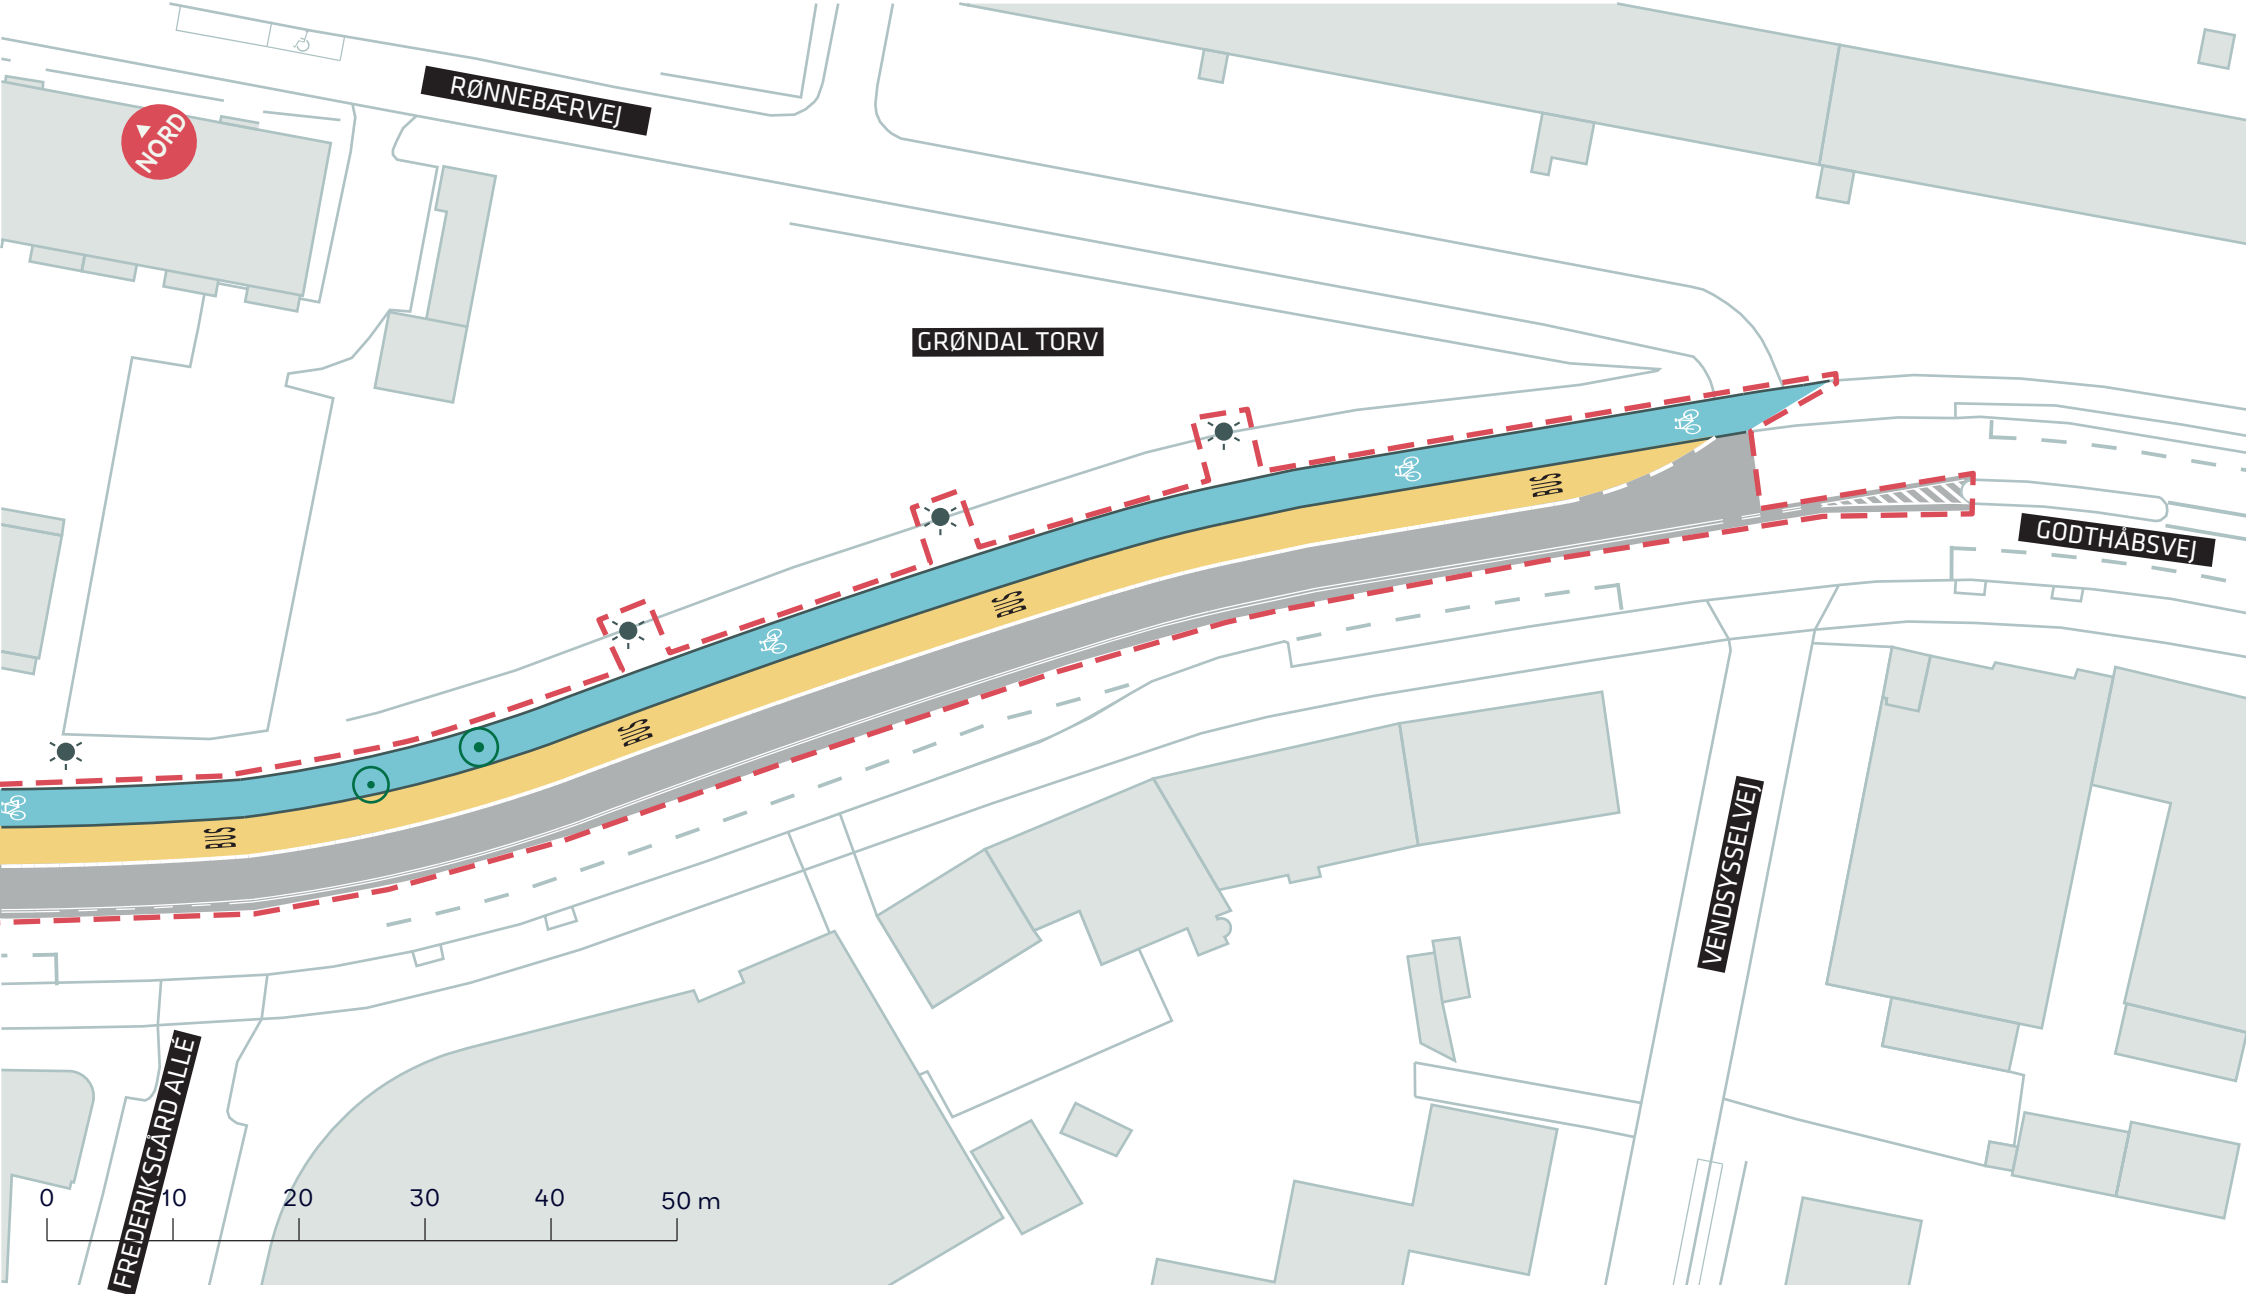 RØNNEBÆRVEJ
NORD
GRØNDAL TORV
BUS
GODTHÅBSVEJ
BUS
BUS
BUS
VENDSYSSELVEJ
FREDERIKSGÅRD ALLÉ
0 10 20 30 40 50 m